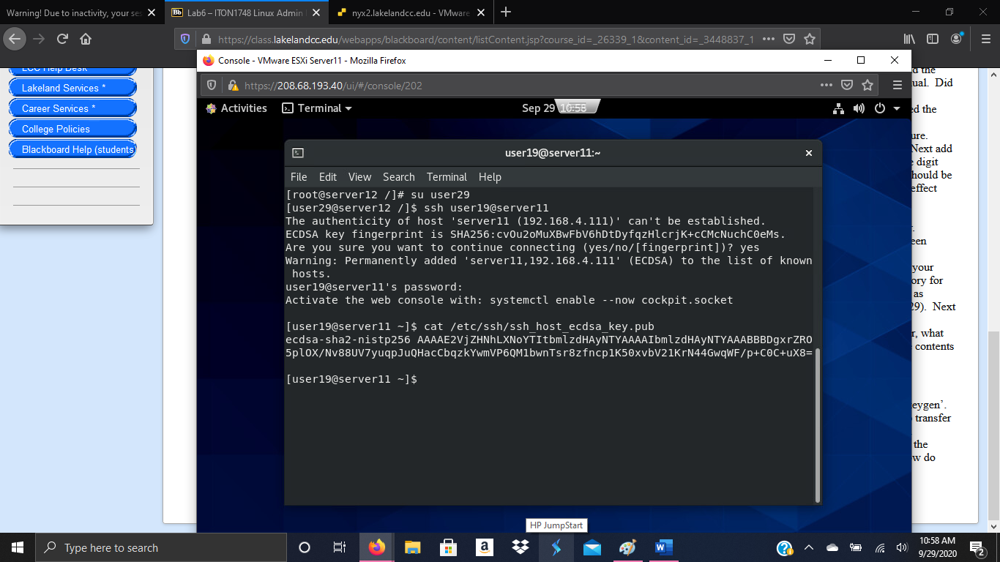 Warning! Due to inactivity, your ses
Lab6 – ITON1748 Linux Admin
nyx2.lakelandcc.edu - VMware
https://class.lakelandcc.edu/webapps/blackboard/content/listContent.jsp?course_id=_26339_1&content_id=_3448837_1
LCC Help Desk
Lakeland Services *
Career Services *
College Policies
Blackboard Help (students
Console - VMware ESXi Server11 - Mozilla Firefox
https://208.68.193.40/ui/#/console/202
Activities
Terminal
Sep 29 10:58
user19@server11:~
File Edit View Search Terminal Help
[root@server12 /]# su user29
[user29@server12 /]$ ssh user19@server11
The authenticity of host 'server11 (192.168.4.111)' can't be established.
ECDSA key fingerprint is SHA256:cvOu2oMuXBwFbV6hDtDyfqzHlcrjK+cCMcNuchC0eMs.
Are you sure you want to continue connecting (yes/no/[fingerprint])? yes
Warning: Permanently added 'server11,192.168.4.111' (ECDSA) to the list of known
hosts.
user19@server11's password:
Activate the web console with: systemctl enable --now cockpit.socket
[user19@server11 ~]$ cat /etc/ssh/ssh_host_ecdsa_key.pub
ecdsa-sha2-nistp256 AAAAE2VjZHNhLXNoYTItbmlzdHAyNTYAAAAIbmlzdHAyNTYAAABBBDgxrZRO
5plOX/Nv88UV7yuqpJuQHacCbqzkYwmVP6QM1bwnTsr8zfncp1K50xvbV21KrN44GwqWF/p+C0C+uX8=
[user19@server11 ~]$
d the
ual. Did
ed the
ure.
Next add
e digit
hould be
effect
y.
een
your
ory for
as
29). Next
r, what
e contents
eygen'.
o transfer
the
ow do
HP JumpStart
Type here to search
10:58 AM
9/29/2020
2